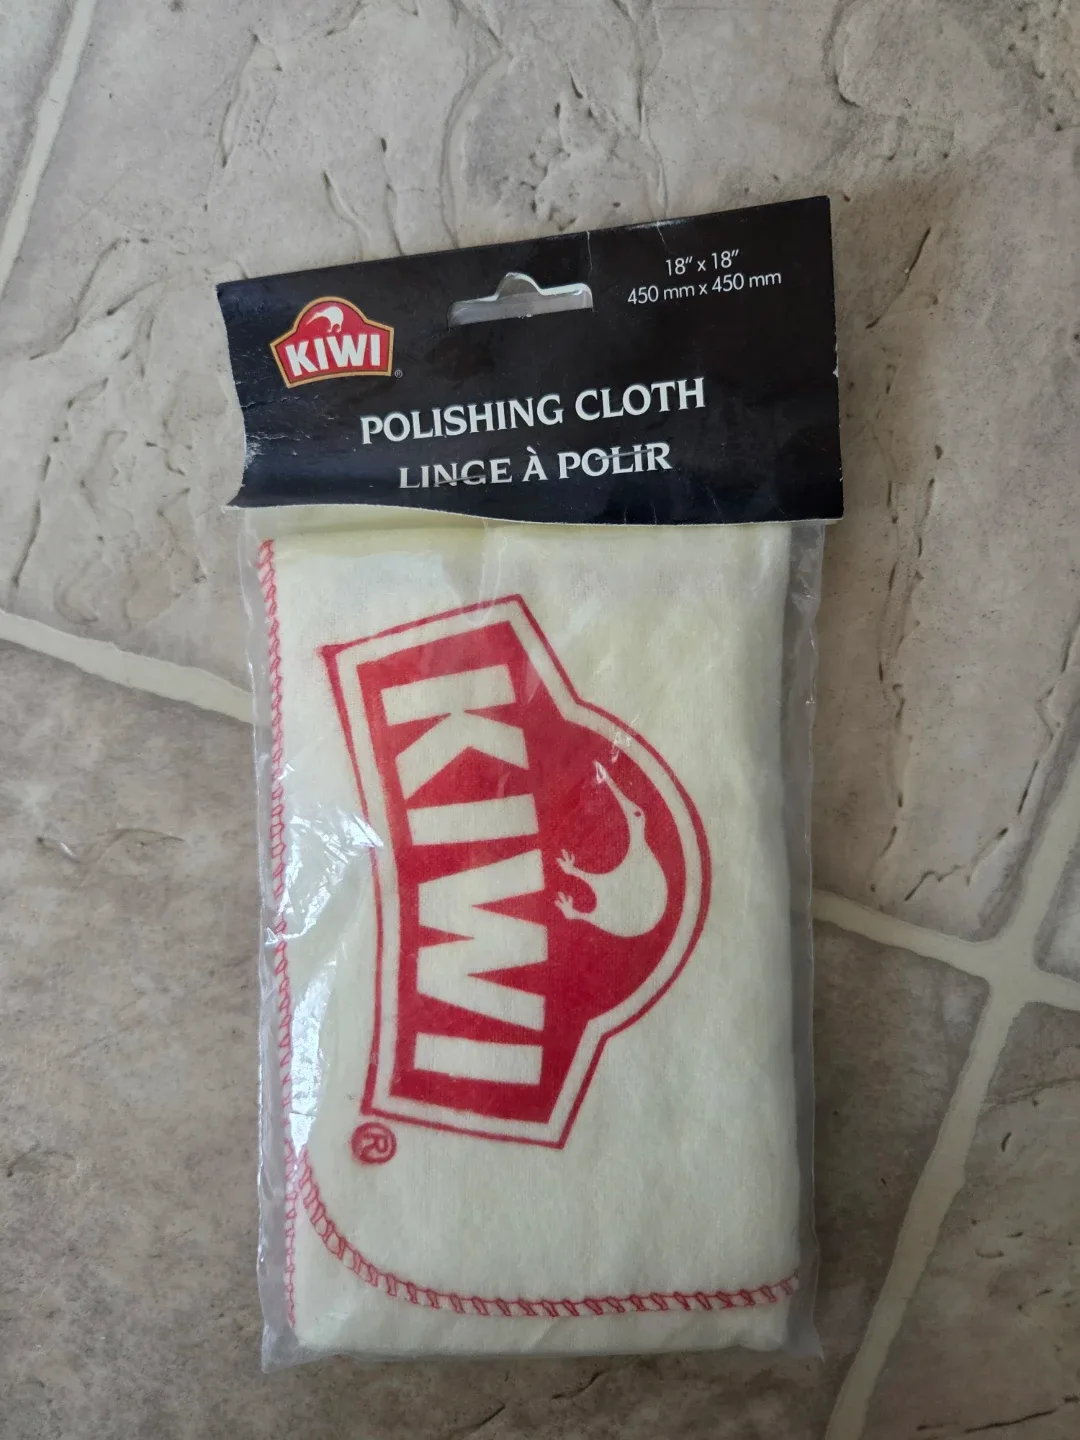 18" x 18"
450 mm x 450 mm
KIWI
®
POLISHING CLOTH
LINGE À POLIR
KIWI
®